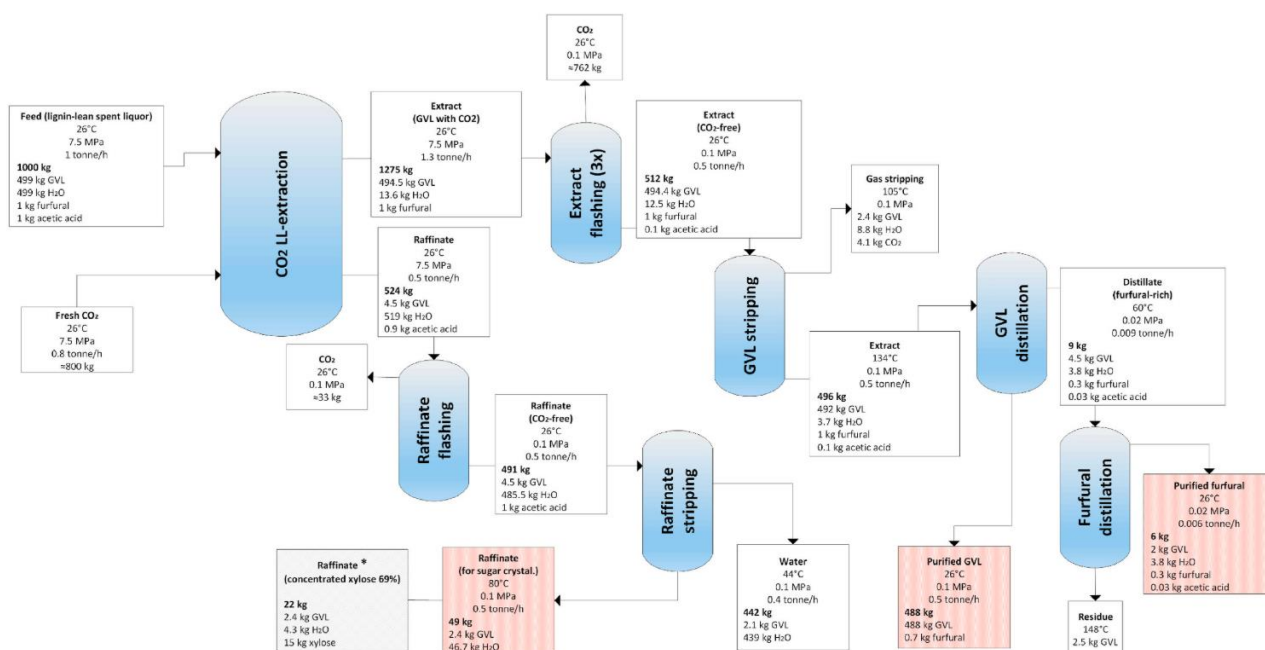 CO₂
26°C
0.1 MPa
≈762 kg
Feed (lignin-lean spent liquor)
26°C
7.5 MPa
1 tonne/h
1000 kg
499 kg GVL
499 kg H₂O
1 kg furfural
1 kg acetic acid
CO₂ LL-extraction
Extract
(GVL with CO2)
26°C
7.5 MPa
1.3 tonne/h
1275 kg
494.5 kg GVL
13.6 kg H₂O
1 kg furfural
Extract
flashing (3x)
Extract
(CO₂-free)
26°C
0.1 MPa
0.5 tonne/h
512 kg
494.4 kg GVL
12.5 kg H₂O
1 kg furfural
0.1 kg acetic acid
Gas stripping
105°C
0.1 MPa
2.4 kg GVL
8.8 kg H₂O
4.1 kg CO₂
Fresh CO₂
26°C
7.5 MPa
0.8 tonne/h
≈800 kg
Raffinate
26°C
7.5 MPa
0.5 tonne/h
524 kg
4.5 kg GVL
519 kg H₂O
0.9 kg acetic acid
GVL stripping
GVL
distillation
Distillate
(furfural-rich)
60°C
0.02 MPa
0.009 tonne/h
9 kg
4.5 kg GVL
3.8 kg H₂O
0.3 kg furfural
0.03 kg acetic acid
CO₂
26°C
0.1 MPa
≈33 kg
Raffinate
flashing
Raffinate
(CO₂-free)
26°C
0.1 MPa
0.5 tonne/h
491 kg
4.5 kg GVL
485.5 kg H₂O
1 kg acetic acid
Raffinate
stripping
Extract
134°C
0.1 MPa
0.5 tonne/h
496 kg
492 kg GVL
3.7 kg H₂O
1 kg furfural
0.1 kg acetic acid
Furfural
distillation
Purified furfural
26°C
0.02 MPa
0.006 tonne/h
6 kg
2 kg GVL
3.8 kg H₂O
0.3 kg furfural
0.03 kg acetic acid
Raffinate *
(concentrated xylose 69%)
22 kg
2.4 kg GVL
4.3 kg H₂O
15 kg xylose
Raffinate
(for sugar crystal.)
80°C
0.1 MPa
0.5 tonne/h
49 kg
2.4 kg GVL
46.7 kg H₂O
Water
44°C
0.1 MPa
0.4 tonne/h
442 kg
2.1 kg GVL
439 kg H₂O
Purified GVL
26°C
0.1 MPa
0.5 tonne/h
488 kg
488 kg GVL
0.7 kg furfural
Residue
148°C
2.5 kg GVL